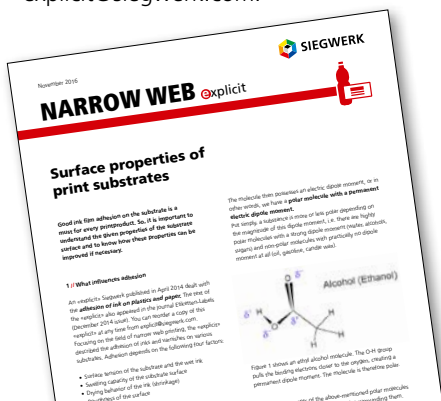 explicit@siegwerk.com.
SIEGWERK
November 2016
NARROW WEB explicit
Surface properties of
print substrates
Good ink film adhesion on the substrate is a
must for every printproduct. So, it is important to
understand the given properties of the substrate
surface and to know how these properties can be
improved if necessary.
1 // What influences adhesion
An «explicit» Siegwerk published in April 2014 dealt with
the adhesion of ink on plastics and paper. The one of
the «explicit» also appeared in the journal Etiketten-Labels
(December 2014 issue). You can reorder a copy of this
«explicit» at any time from explicit@siegwerk.com.
Focusing on the field of narrow web printing, the «explicit»
described the adhesion of inks and varnishes on various
substrates. Adhesion depends on the following four factors:
• Surface tension of the substrate and the wet ink
• Swelling capacity of the substrate surface
• Drying behavior of the ink (shrinkage)
of the surface
The molecule then possesses an electric dipole moment, or in
other words, we have a polar molecule with a permanent
electric dipole moment.
Put simply, a substance is more or less polar depending on
the magnitude of this dipole moment, i.e. there are highly
polar molecules with a strong dipole moment (water, alcohols,
sugars) and non-polar molecules with practically no dipole
moment at all (oil, gasoline, candle wax).
Alcohol (Ethanol)
δ⁻
O
H
O
H
H
H
Figure 1 shows an ethyl alcohol molecule. The O-H group
pulls the bonding electrons closer to the oxygen, creating a
permanent dipole moment. The molecule is therefore pola-
of the above-mentioned polar molecules